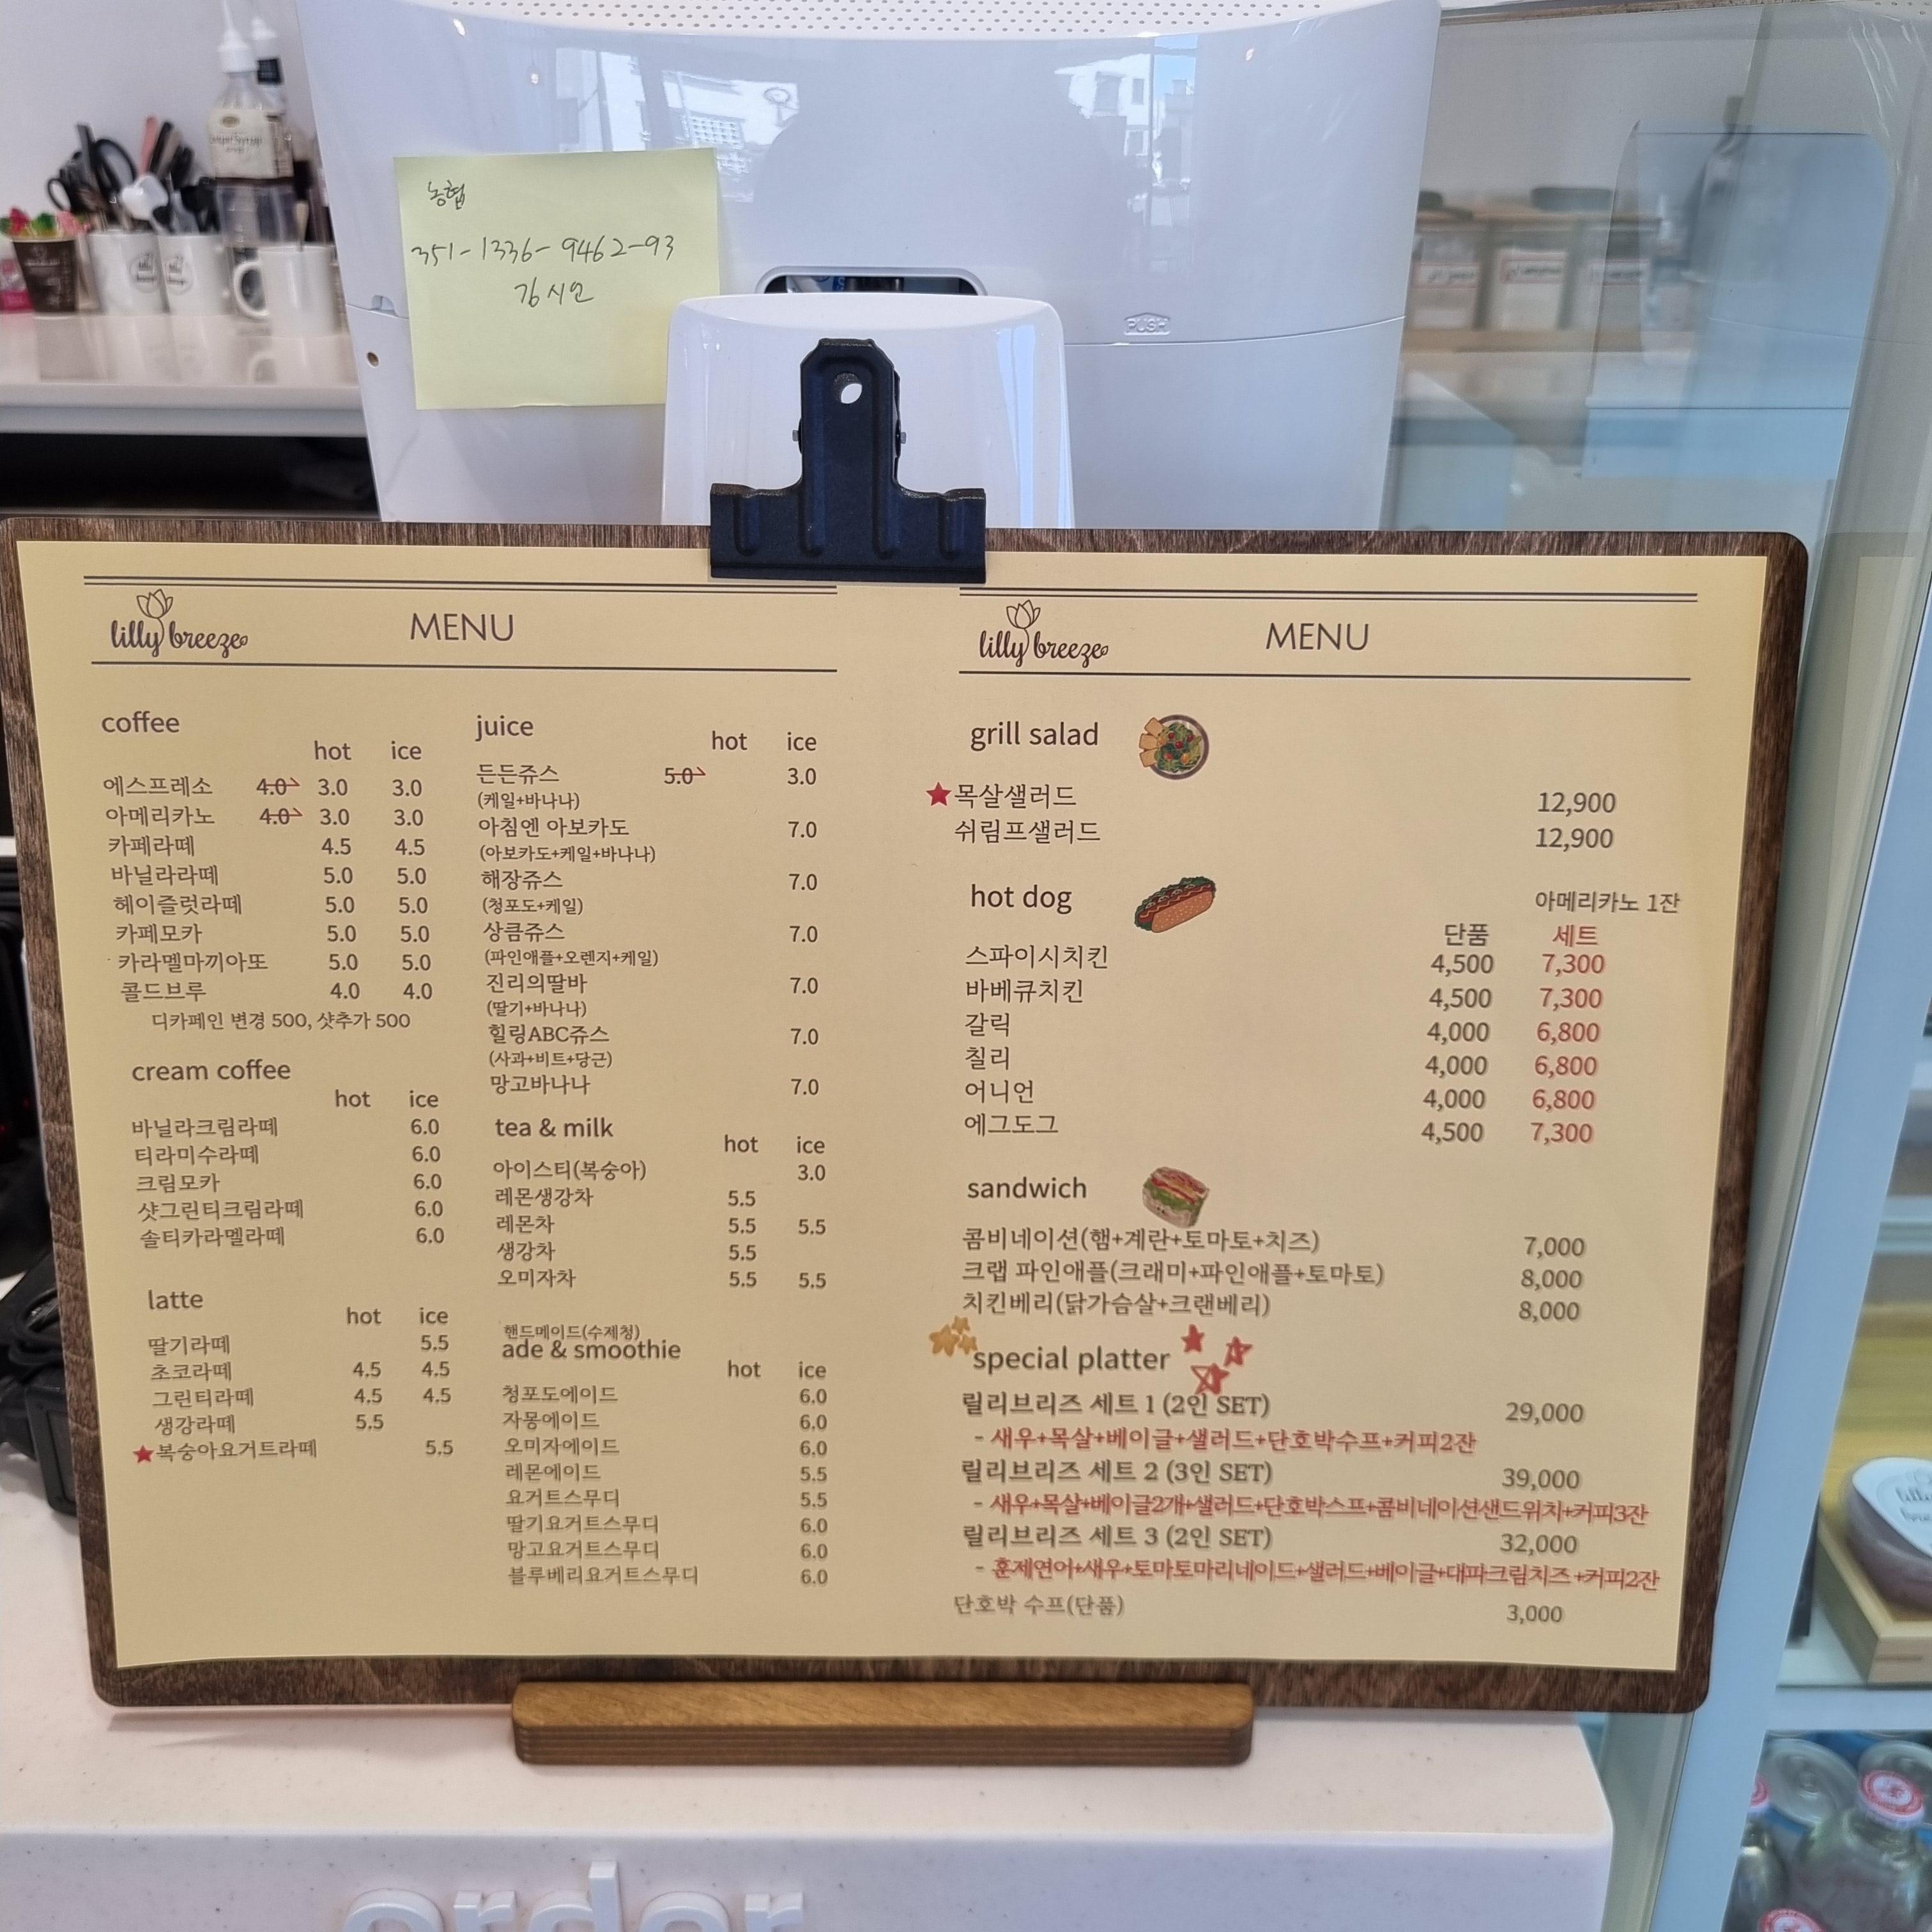 농협
351-1336-9462-93
김시인
PUSH
lilly breeze MENU
coffee
hot ice
에스프레소 4.0 3.0 3.0
아메리카노 4.0 3.0 3.0
카페라떼 4.5 4.5
바닐라라떼 5.0 5.0
헤이즐럿라떼 5.0 5.0
카페모카 5.0 5.0
카라멜마끼아또 5.0 5.0
콜드브루 4.0 4.0
디카페인 변경 500, 샷추가 500
cream coffee
hot ice
바닐라크림라떼 6.0
티라미수라떼 6.0
크림모카 6.0
샷그린티크림라떼 6.0
솔티카라멜라떼 6.0
latte
hot ice
딸기라떼 5.5
초코라떼 4.5 4.5
그린티라떼 4.5 4.5
생강라떼 5.5
복숭아요거트라떼 5.5
juice
hot ice
든든쥬스 5.0 3.0
(케일+바나나)
아침엔 아보카도 7.0
(아보카도+케일+바나나)
해장쥬스 7.0
(청포도+케일)
상큼쥬스 7.0
(파인애플+오렌지+케일)
진리의딸바 7.0
(딸기+바나나)
힐링ABC쥬스 7.0
(사과+비트+당근)
망고바나나 7.0
tea & milk
hot ice
아이스티(복숭아) 3.0
레몬생강차 5.5
레몬차 5.5 5.5
생강차 5.5
오미자차 5.5 5.5
핸드메이드(수제청)
ade & smoothie
hot ice
청포도에이드 6.0
자몽에이드 6.0
오미자에이드 6.0
레몬에이드 5.5
요거트스무디 5.5
딸기요거트스무디 6.0
망고요거트스무디 6.0
블루베리요거트스무디 6.0
lilly breeze MENU
grill salad
목살샐러드 12,900
쉬림프샐러드 12,900
hot dog
아메리카노 1잔
단품 세트
스파이시치킨 4,500 7,300
바베큐치킨 4,500 7,300
갈릭 4,000 6,800
칠리 4,000 6,800
어니언 4,000 6,800
에그도그 4,500 7,300
sandwich
콤비네이션(햄+계란+토마토+치즈) 7,000
크랩 파인애플(크래미+파인애플+토마토) 8,000
치킨베리(닭가슴살+크랜베리) 8,000
special platter
릴리브리즈 세트 1 (2인 SET) 29,000
- 새우+목살+베이글+샐러드+단호박수프+커피2잔
릴리브리즈 세트 2 (3인 SET) 39,000
- 새우+목살+베이글2개+샐러드+단호박스프+콤비네이션샌드위치+커피3잔
릴리브리즈 세트 3 (2인 SET) 32,000
- 훈제연어+새우+토마토마리네이드+샐러드+베이글+대파크림치즈+커피2잔
단호박 수프(단품) 3,000
order